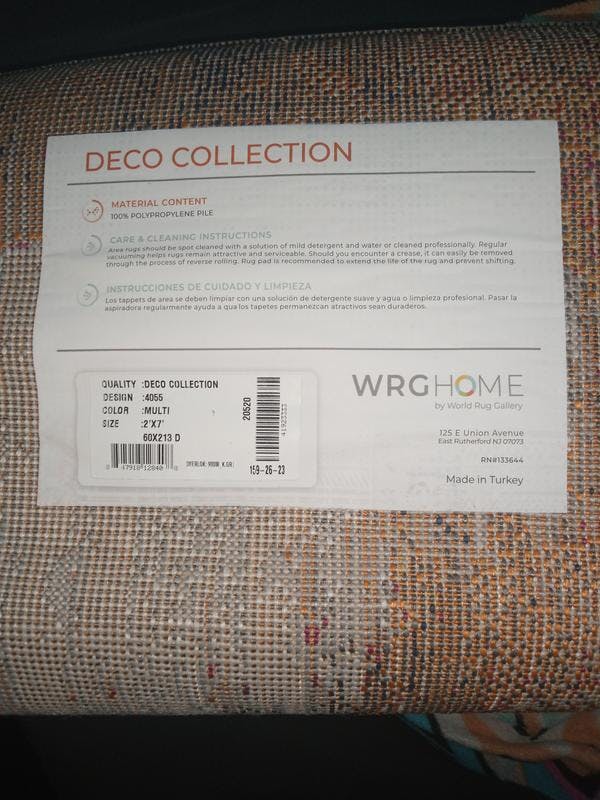 DECO COLLECTION
MATERIAL CONTENT
100% POLYPROPYLENE PILE
CARE & CLEANING INSTRUCTIONS
Area rugs should be spot cleaned with a solution of mild detergent and water or cleaned professionally. Regular
vacuuming helps rugs remain attractive and serviceable. Should you encounter a crease, it can easily be removed
through the process of reverse rolling. Rug pad is recommended to extend the life of the rug and prevent shifting.
INSTRUCCIONES DE CUIDADO Y LIMPIEZA
Los tappets de area se deben limpiar con una solución de detergente suave y agua o limpieza profesional. Pasar la
aspiradora regularmente ayuda a que los tapetes permanezcan atractivos sean duraderos.
QUALITY :DECO COLLECTION
DESIGN :4055
COLOR :MULTI
SIZE :2'X7'
60X213 D
20520
159-26-23
WRGHOME
by World Rug Gallery
125 E Union Avenue
East Rutherford NJ 07073
RN#133644
Made in Turkey